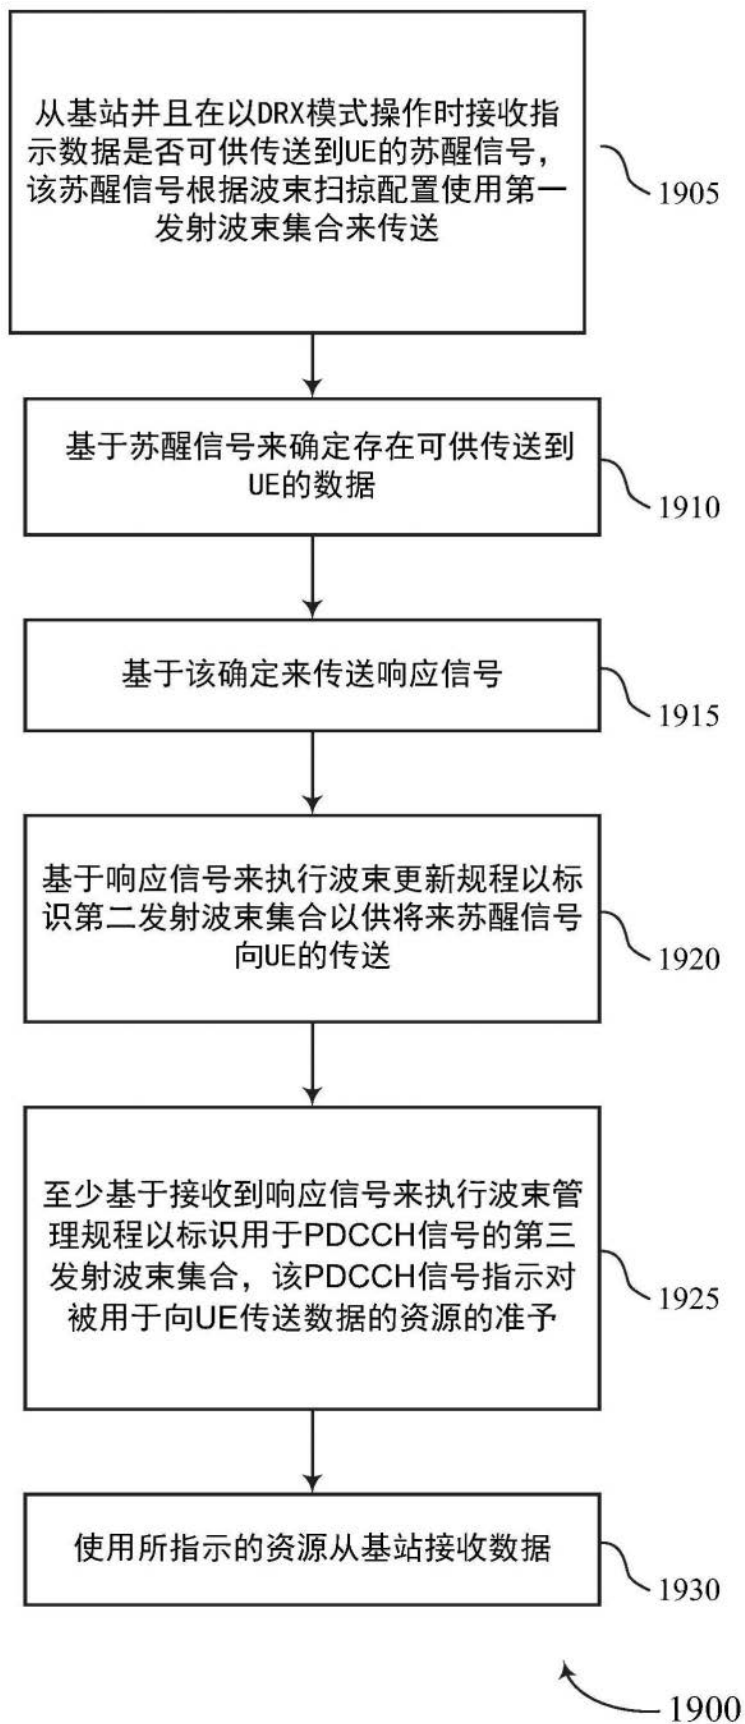 从基站并且在以DRX模式操作时接收指
示数据是否可供传送到UE的苏醒信号，
该苏醒信号根据波束扫掠配置使用第一
发射波束集合来传送
1905
基于苏醒信号来确定存在可供传送到
UE的数据
1910
基于该确定来传送响应信号
1915
基于响应信号来执行波束更新规程以标
识第二发射波束集合以供将来苏醒信号
向UE的传送
1920
至少基于接收到响应信号来执行波束管
理规程以标识用于PDCCH信号的第三
发射波束集合，该PDCCH信号指示对
被用于向UE传送数据的资源的准予
1925
使用所指示的资源从基站接收数据
1930
1900